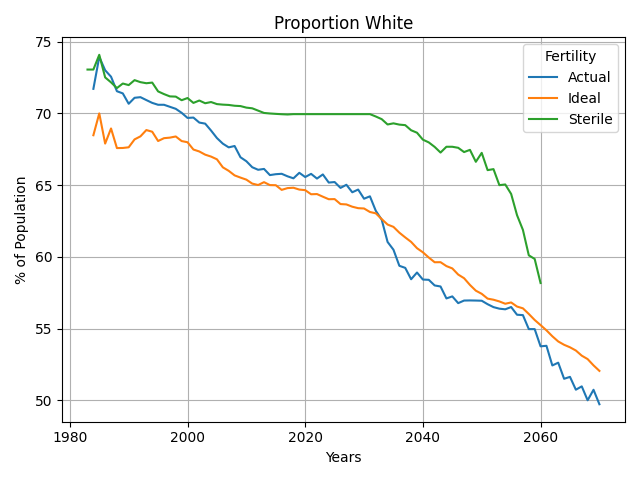 Proportion White
Fertility
Actual
Ideal
Sterile
% of Population
75
70
65
60
55
50
1980
2000
2020
2040
2060
Years